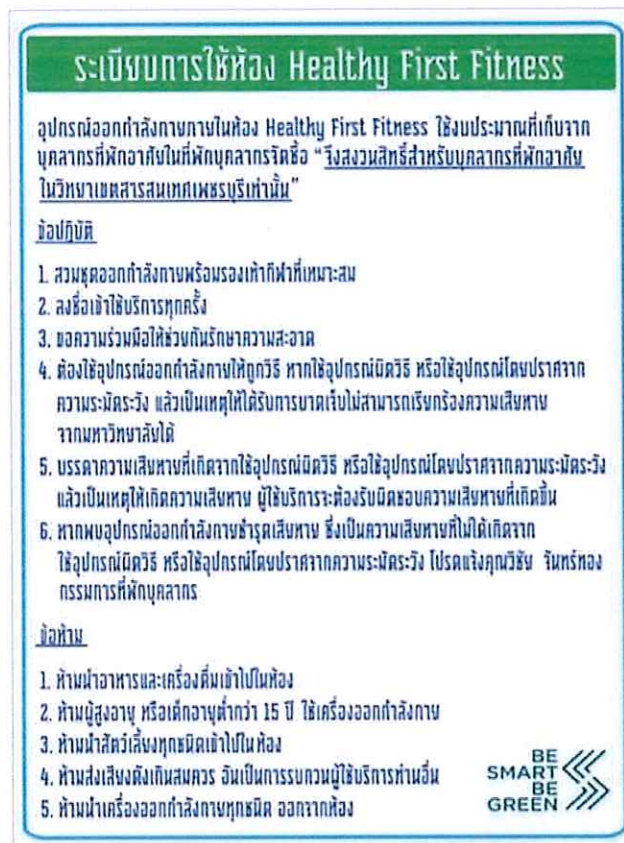 ระเบียบการใช้ห้อง Healthy First Fitness
อุปกรณ์ออกกำลังกายภายในห้อง Healthy First Fitness ใช้งบประมาณที่เก็บจาก
บุคลากรที่พักอาศัยในที่พักบุคลากรจัดซื้อ “จึงสงวนสิทธิ์สำหรับบุคลากรที่พักอาศัย
ในวิทยาเขตสารสนเทศเพชรบุรีเท่านั้น”
ข้อปฏิบัติ
1. สวมชุดออกกำลังกายพร้อมรองเท้ากีฬาที่เหมาะสม
2. ลงชื่อเข้าใช้บริการทุกครั้ง
3. ขอความร่วมมือให้ช่วยกันรักษาความสะอาด
4. ต้องใช้อุปกรณ์ออกกำลังกายให้ถูกวิธี หากใช้อุปกรณ์ผิดวิธี หรือใช้อุปกรณ์โดยปราศจาก
ความระมัดระวัง แล้วเป็นเหตุให้ได้รับการบาดเจ็บไม่สามารถเรียกร้องความเสียหาย
จากมหาวิทยาลัยได้
5. บรรดาความเสียหายที่เกิดจากใช้อุปกรณ์ผิดวิธี หรือใช้อุปกรณ์โดยปราศจากความระมัดระวัง
แล้วเป็นเหตุให้เกิดความเสียหาย ผู้ใช้บริการจะต้องรับผิดชอบความเสียหายที่เกิดขึ้น
6. หากพบอุปกรณ์ออกกำลังกายชำรุดเสียหาย ซึ่งเป็นความเสียหายที่ไม่ได้เกิดจาก
ใช้อุปกรณ์ผิดวิธี หรือใช้อุปกรณ์โดยปราศจากความระมัดระวัง โปรดแจ้งคุณวิชัย จันทร์ทอง
กรรมการที่พักบุคลากร
ข้อห้าม
1. ห้ามนำอาหารและเครื่องดื่มเข้าไปในห้อง
2. ห้ามผู้สูงอายุ หรือเด็กอายุต่ำกว่า 15 ปี ใช้เครื่องออกกำลังกาย
3. ห้ามนำสัตว์เลี้ยงทุกชนิดเข้าไปในห้อง
4. ห้ามส่งเสียงดังเกินสมควร อันเป็นการรบกวนผู้ใช้บริการท่านอื่น
5. ห้ามนำเครื่องออกกำลังกายทุกชนิด ออกจากห้อง
BE
SMART
BE
GREEN